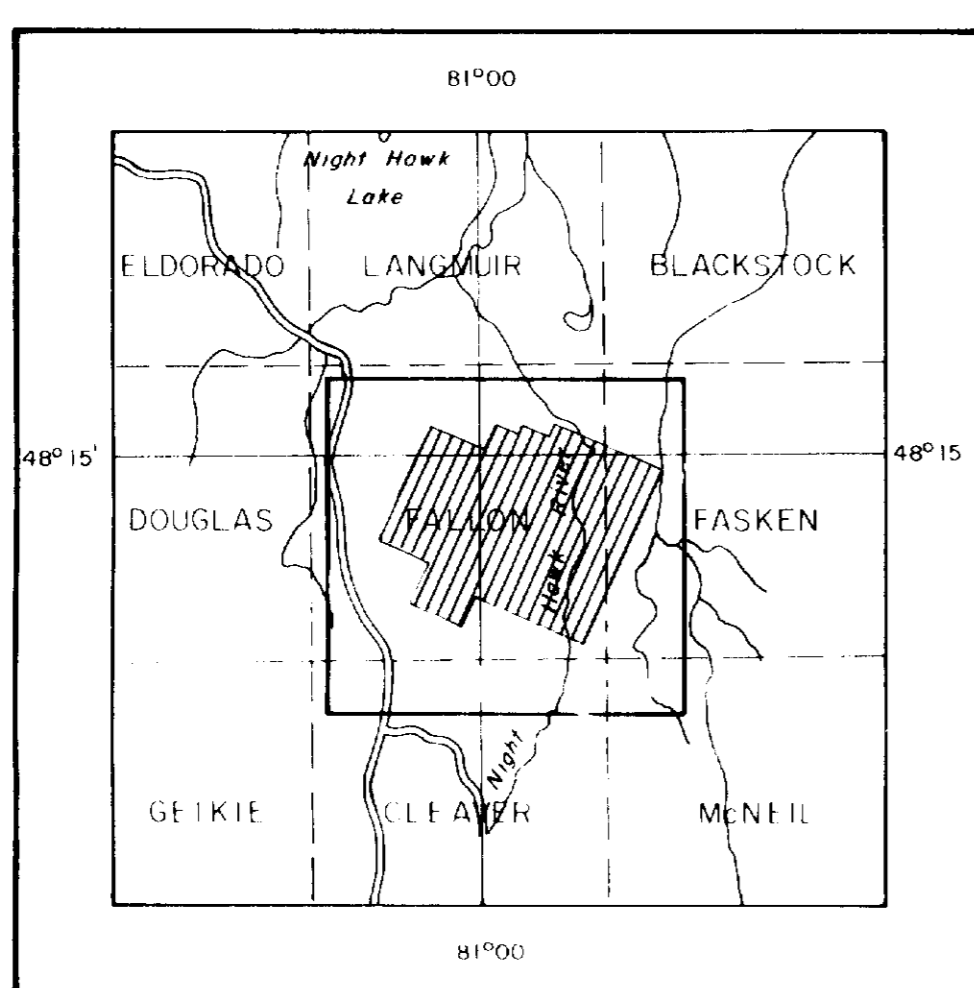 81°00
Night Hawk
Lake
ELDORADO LANGMUIR BLACKSTOCK
48°15' 48°15
DOUGLAS FALLON FASKEN
Night Hawk River
GEIKIE CLEAVER McNEIL
81°00